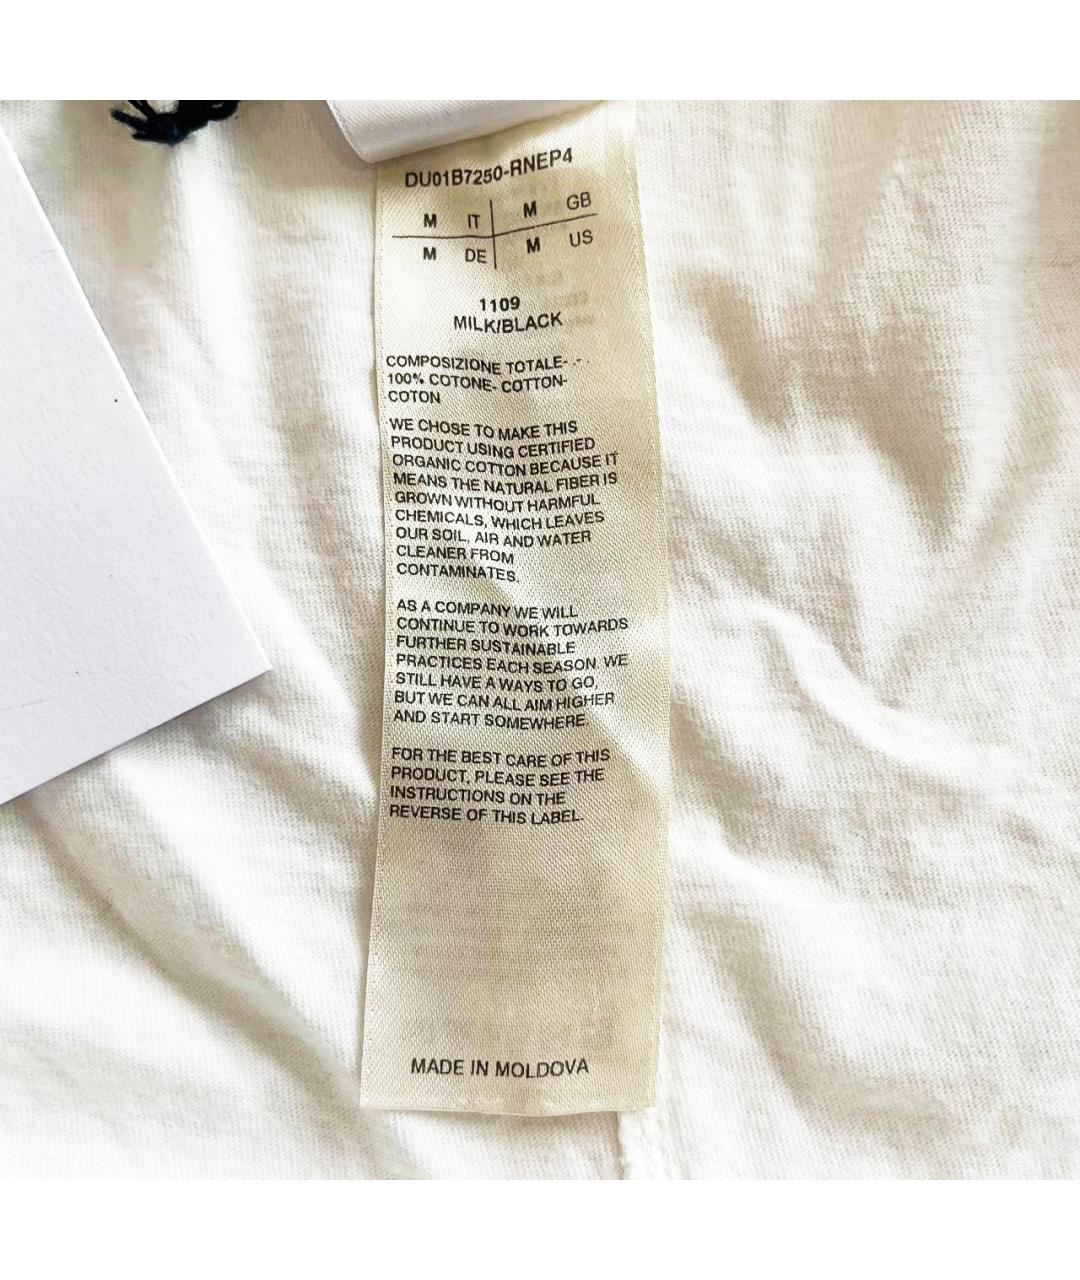 DU01B7250-RNEP4
M IT M GB
M DE M US
1109
MILK/BLACK
COMPOSIZIONE TOTALE- -- .
100% COTONE- COTTON-
COTON
WE CHOSE TO MAKE THIS
PRODUCT USING CERTIFIED
ORGANIC COTTON BECAUSE IT
MEANS THE NATURAL FIBER IS
GROWN WITHOUT HARMFUL
CHEMICALS, WHICH LEAVES
OUR SOIL, AIR AND WATER
CLEANER FROM
CONTAMINATES.
AS A COMPANY WE WILL
CONTINUE TO WORK TOWARDS
FURTHER SUSTAINABLE
PRACTICES EACH SEASON. WE
STILL HAVE A WAYS TO GO,
BUT WE CAN ALL AIM HIGHER
AND START SOMEWHERE.
FOR THE BEST CARE OF THIS
PRODUCT, PLEASE SEE THE
INSTRUCTIONS ON THE
REVERSE OF THIS LABEL.
MADE IN MOLDOVA